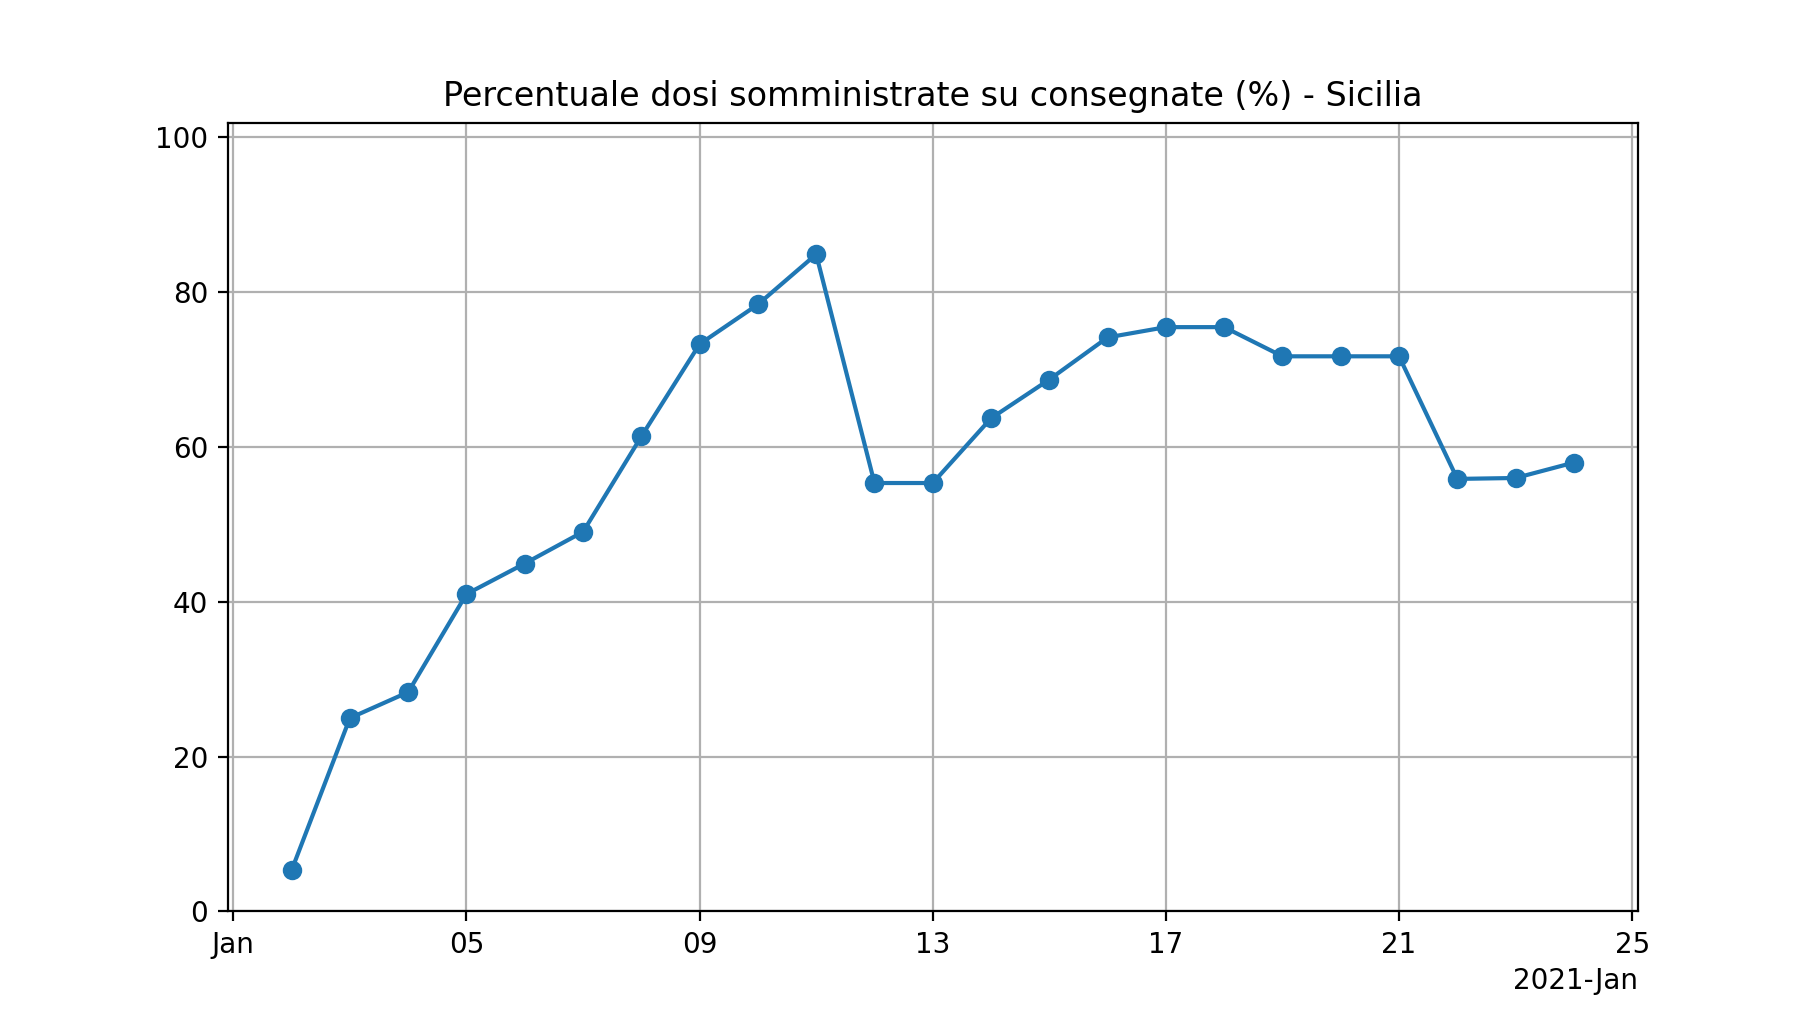 Percentuale dosi somministrate su consegnate (%) - Sicilia
100
80
60
40
20
0
Jan 05 09 13 17 21 25
2021-Jan